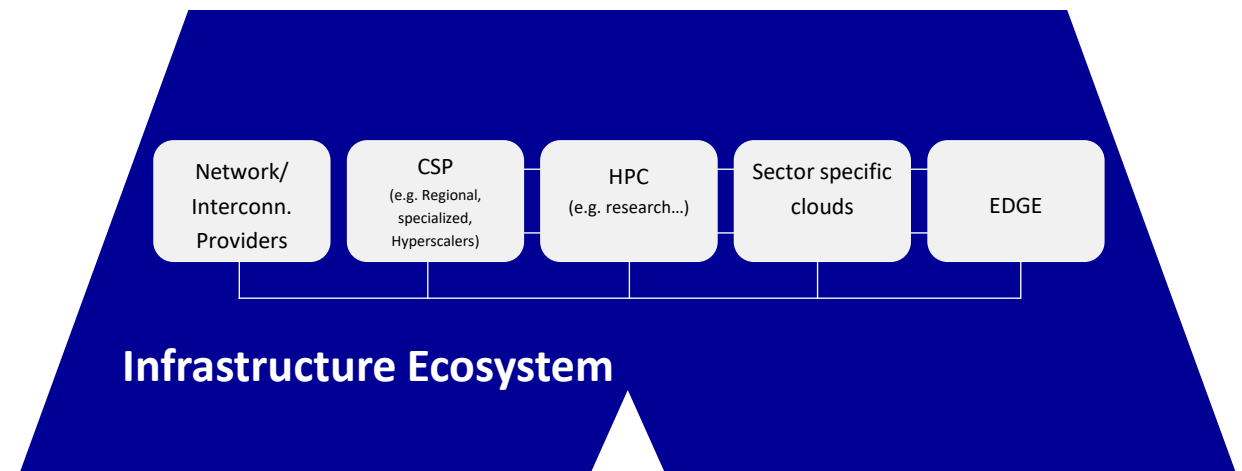 Network/
Interconn.
Providers
CSP
(e.g. Regional,
specialized,
Hyperscalers)
HPC
(e.g. research…)
Sector specific
clouds
EDGE
Infrastructure Ecosystem